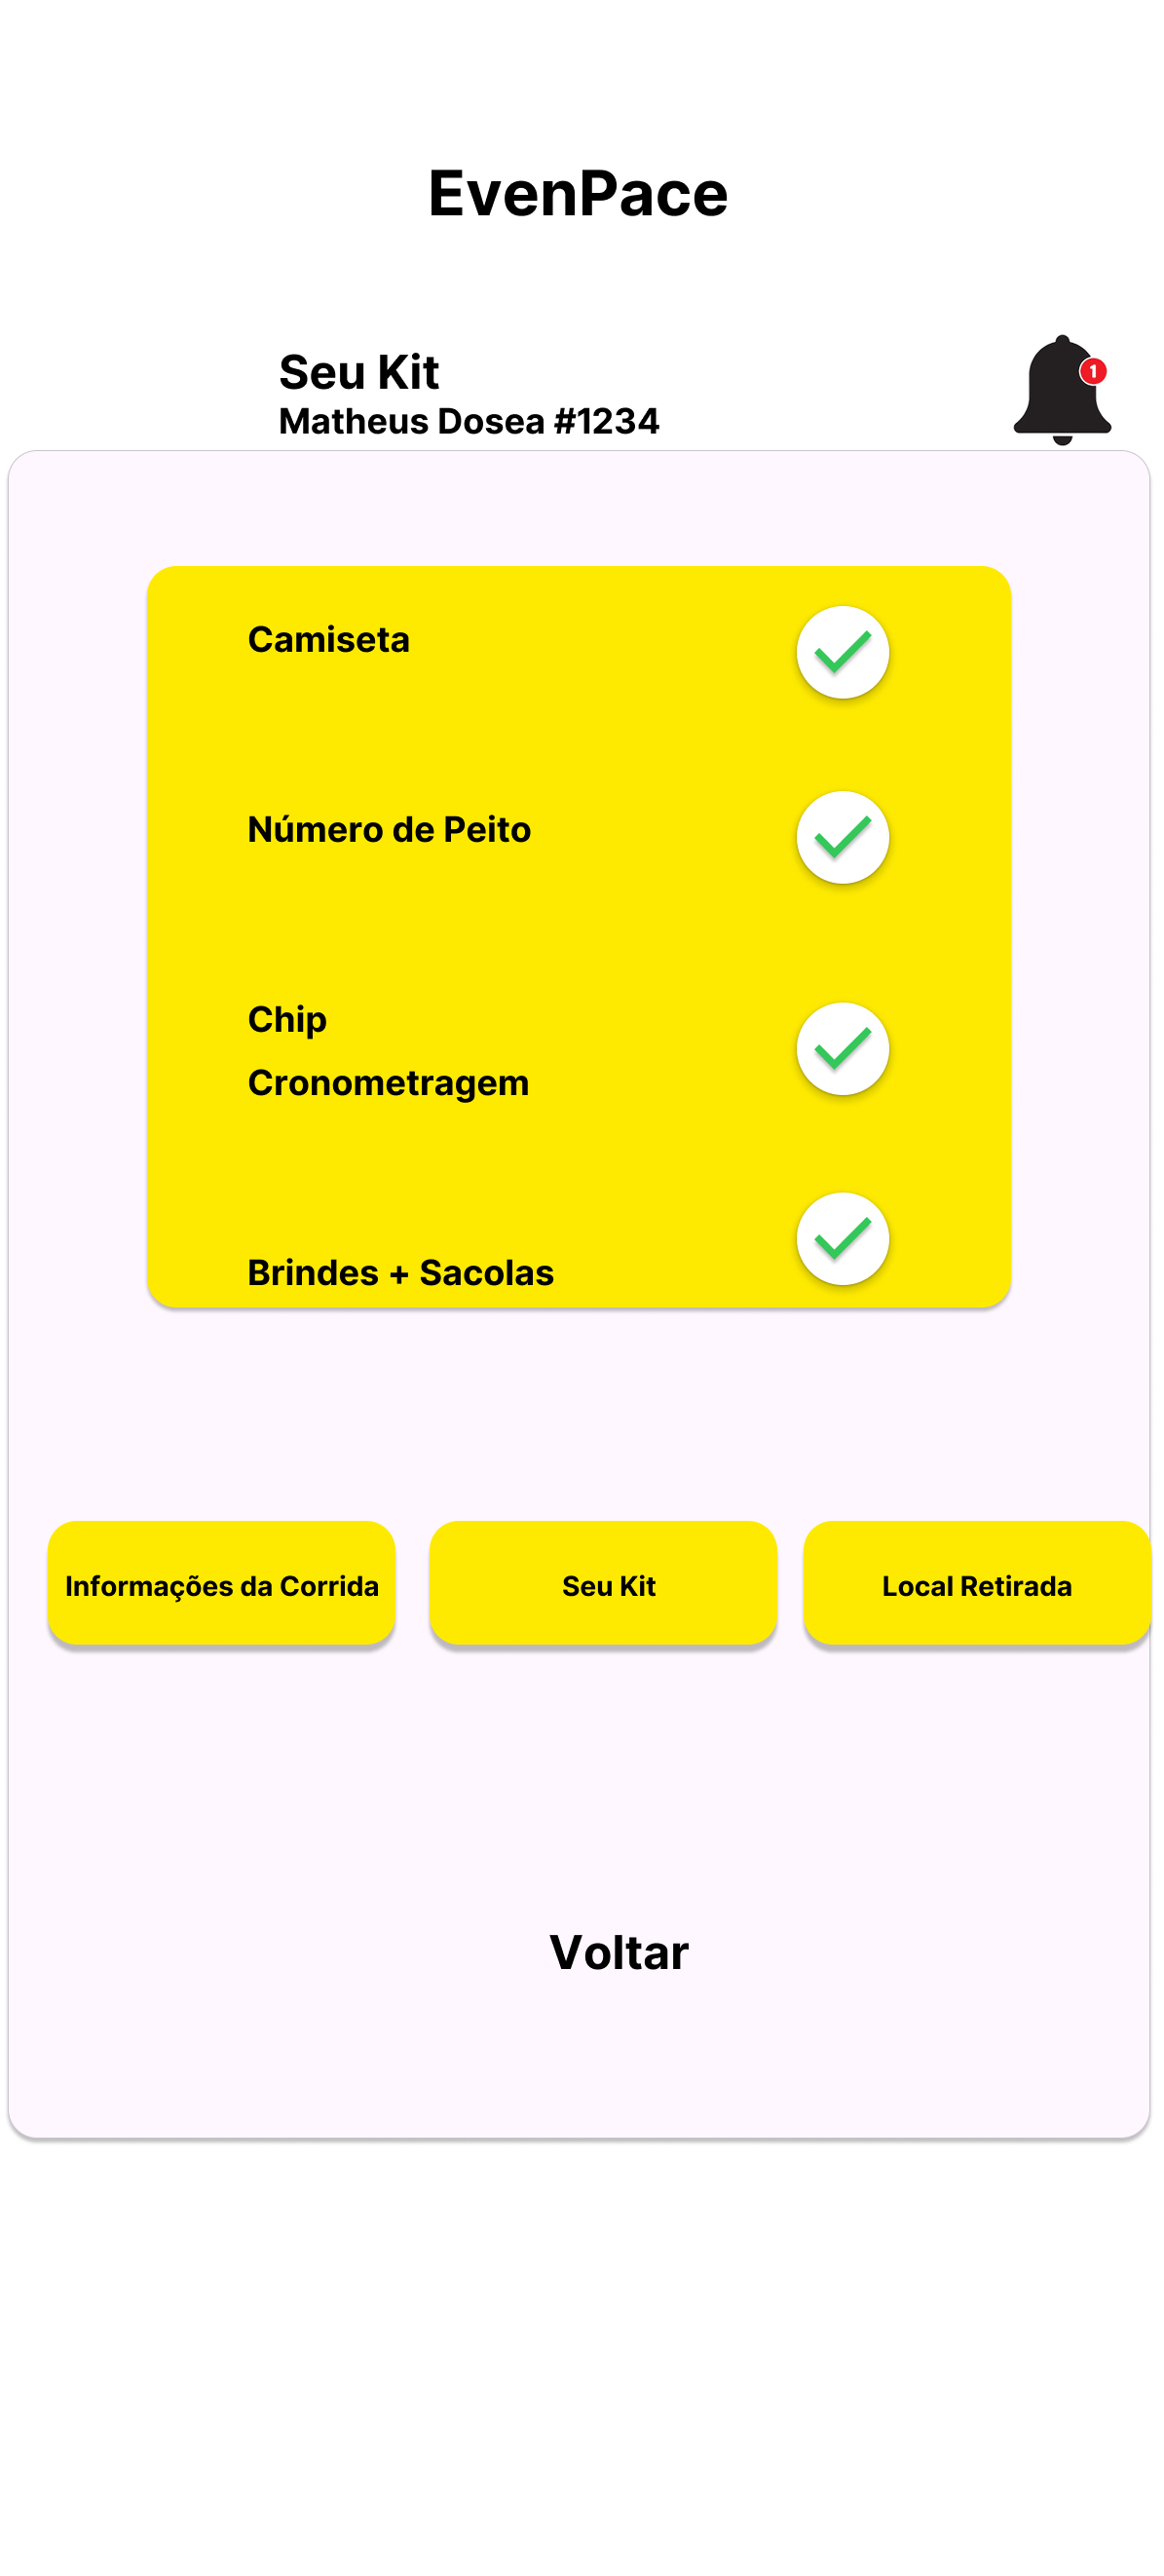 EvenPace
Seu Kit
Matheus Dosea #1234
1
Camiseta
Número de Peito
Chip
Cronometragem
Brindes + Sacolas
Informações da Corrida
Seu Kit
Local Retirada
Voltar